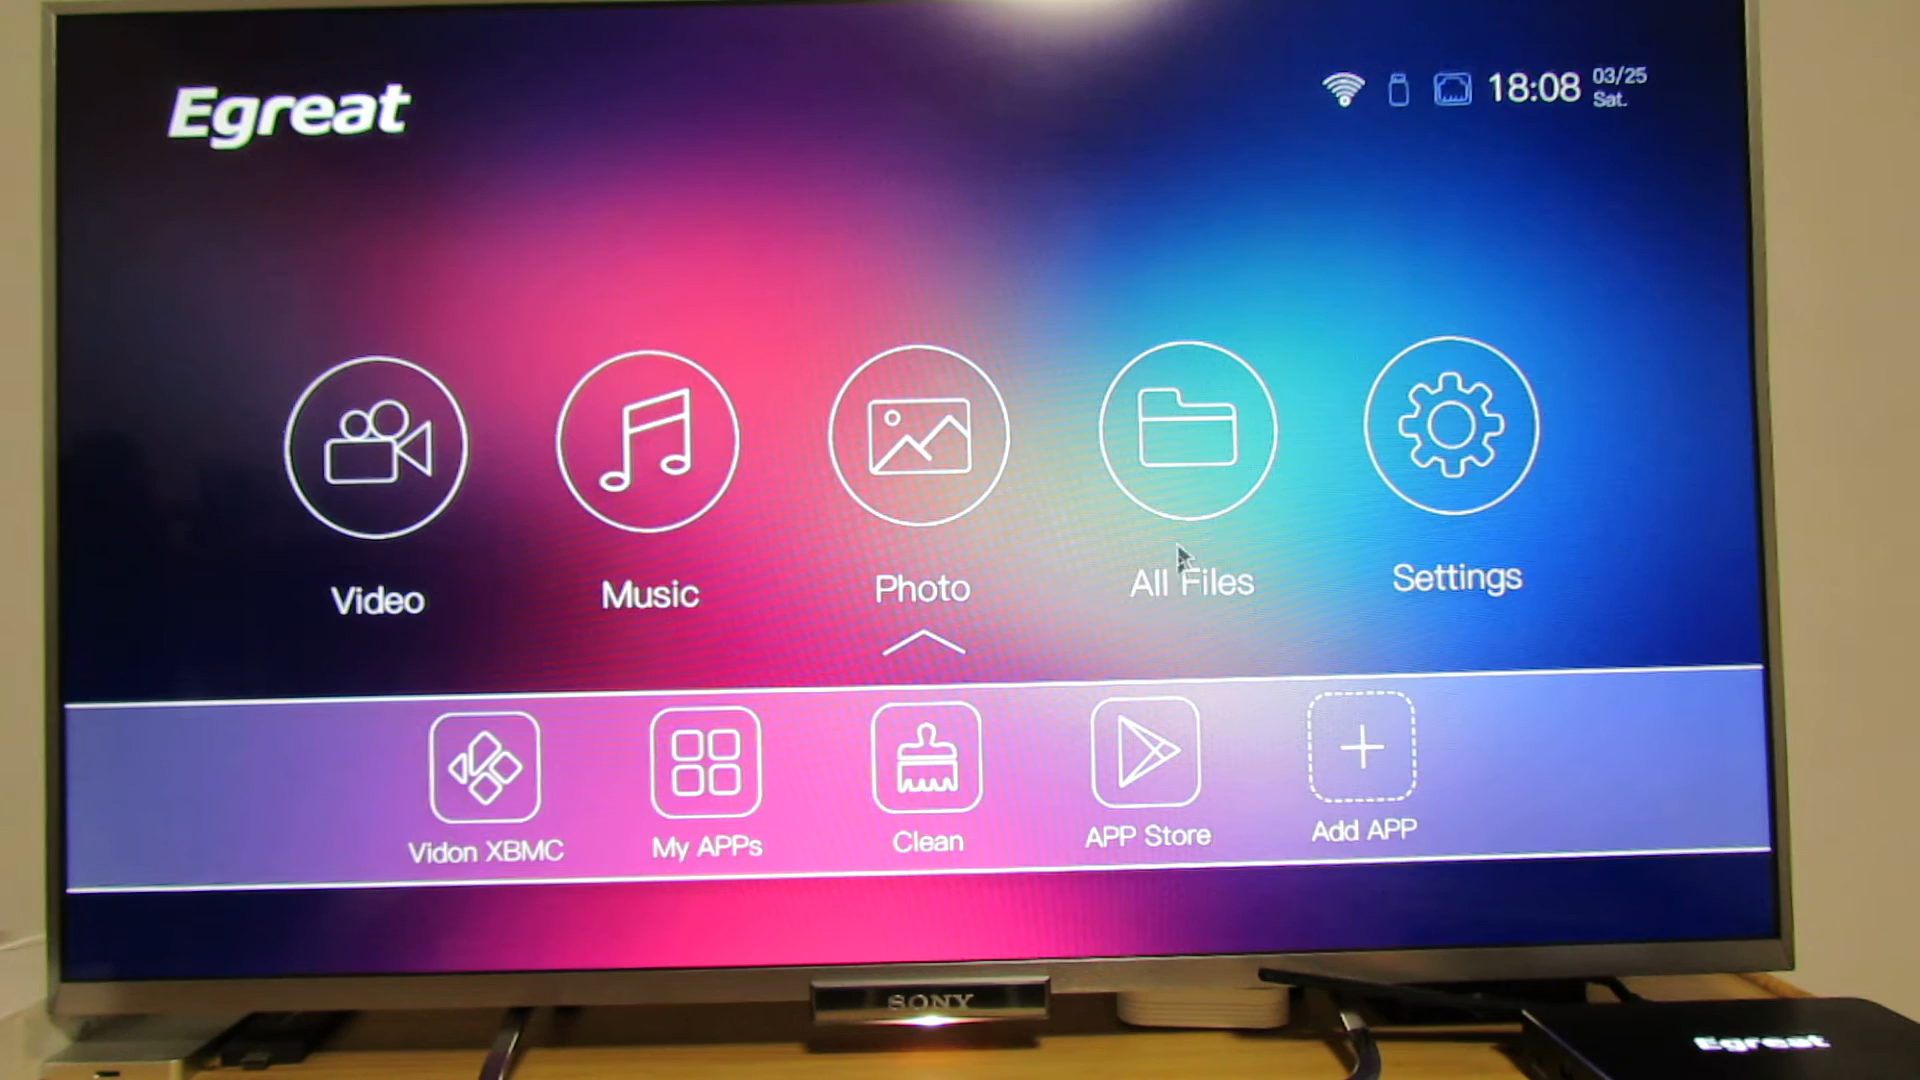 Egreat
18:08
03/25
Sat.
Video
Music
Photo
All Files
Settings
Vidon XBMC
My APPs
Clean
APP Store
Add APP
SONY
Egreat